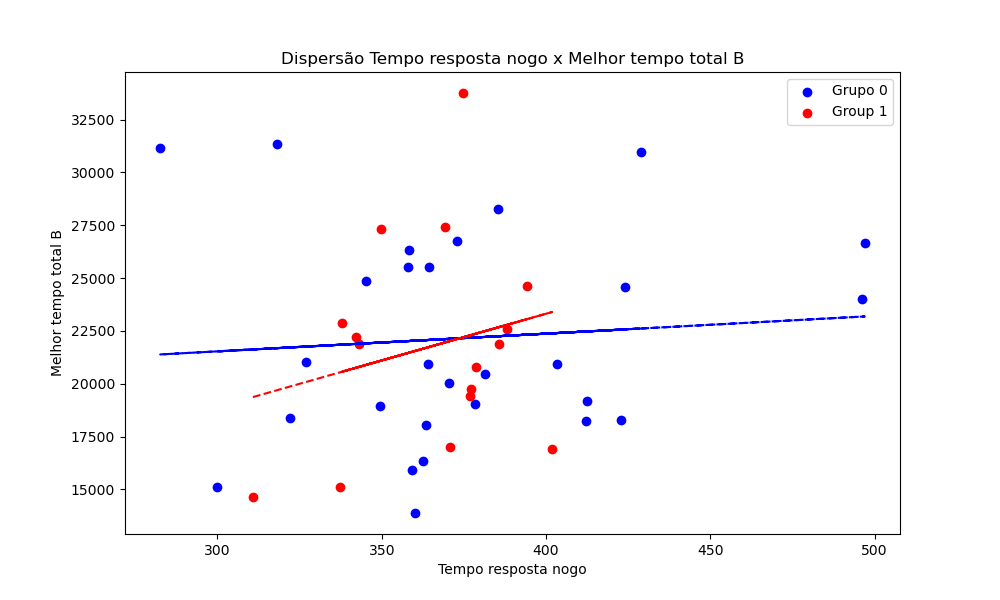 Dispersão Tempo resposta nogo x Melhor tempo total B
Grupo 0
Group 1
Melhor tempo total B
32500
30000
27500
25000
22500
20000
17500
15000
300
350
400
450
500
Tempo resposta nogo